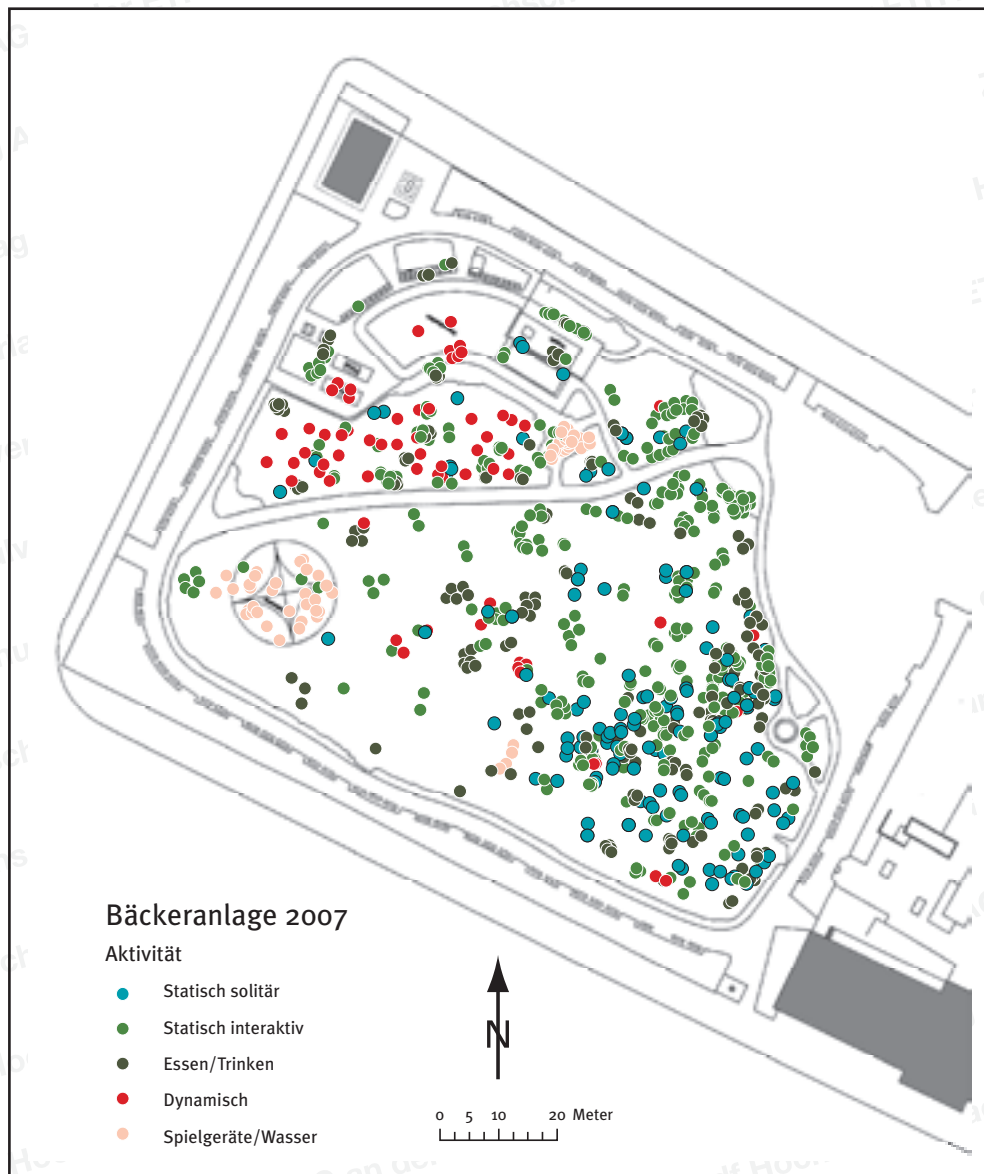 Bäckeranlage 2007
Aktivität
Statisch solitär
Statisch interaktiv
Essen/Trinken
Dynamisch
Spielgeräte/Wasser
N
0 5 10 20 Meter